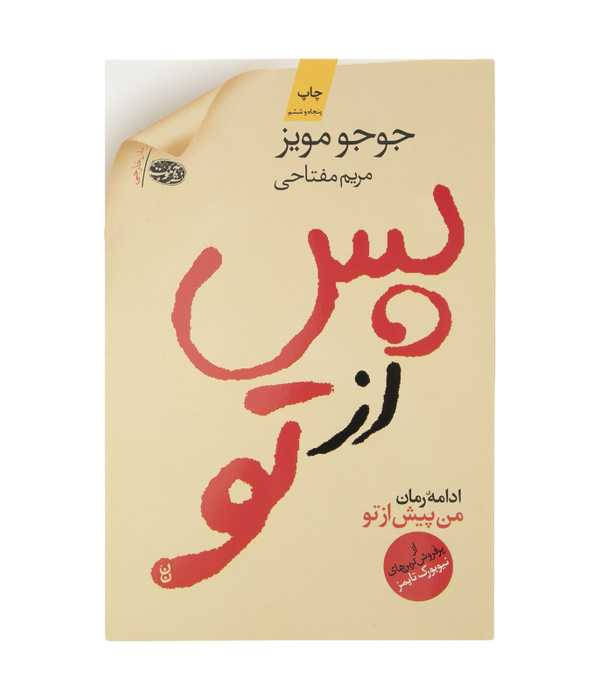 چاپ
پنجاه و ششم
جوجو مویز
مریم مفتاحی
پس
از
تو
ادامهٔ رمان
من پیش از تو
از
پرفروش‌ترین‌های
نیویورک تایمز